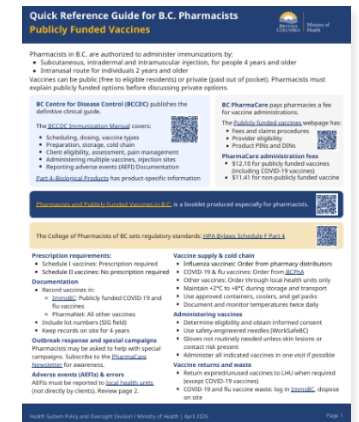 Quick Reference Guide for B.C. Pharmacists
Publicly Funded Vaccines
BRITISH COLUMBIA
Ministry of Health
Pharmacists in B.C. are authorized to administer immunizations by:
• Subcutaneous, intradermal and intramuscular injection, for people 4 years and older
• Intranasal route for individuals 2 years and older
Vaccines can be public (free to eligible residents) or private (paid out of pocket). Pharmacists must
explain publicly funded options before discussing private options.
BC Centre for Disease Control (BCCDC) publishes the
definitive clinical guide.
The BCCDC Immunization Manual covers:
• Scheduling, dosing, vaccine types
• Preparation, storage, cold chain
• Client eligibility, assessment, pain management
• Administering multiple vaccines, injection sites
• Reporting adverse events (AEFI) Documentation
Part 4–Biological Products has product-specific information
BC PharmaCare pays pharmacies a fee
for vaccine administrations.
The Publicly funded vaccines webpage has:
• Fees and claims procedures
• Provider eligibility
• Product PINs and DINs
PharmaCare administration fees
• $12.10 for publicly funded vaccines
(including COVID-19 vaccines)
• $11.41 for non-publicly funded vaccine
Pharmacists and Publicly Funded Vaccines in B.C. is a booklet produced especially for pharmacists.
The College of Pharmacists of BC sets regulatory standards: HPA Bylaws Schedule F Part 4
Prescription requirements:
• Schedule I vaccines: Prescription required
• Schedule II vaccines: No prescription required
Documentation
• Record vaccines in:
○ ImmsBC: Publicly funded COVID-19 and
flu vaccines
○ PharmaNet: All other vaccines
• Include lot numbers (SIG field)
• Keep records on site for 4 years
Outbreak response and special campaigns
Pharmacists may be asked to help with special
campaigns. Subscribe to the PharmaCare
Newsletter for awareness.
Adverse events (AEFIs) & errors
AEFIs must be reported to local health units
(not directly by clients). Review page 2.
Vaccine supply & cold chain
• Influenza vaccines: Order from pharmacy distributors
• COVID-19 & flu vaccines: Order from BCPhA
• Other vaccines: Order through local health units only
• Maintain +2°C to +8°C during storage and transport
• Use approved containers, coolers, and gel packs
• Document and monitor temperatures twice daily
Administering vaccines
• Determine eligibility and obtain informed consent
• Use safety-engineered needles (WorkSafeBC)
• Gloves not routinely needed unless skin lesions or
contact risk present
• Administer all indicated vaccines in one visit if possible
Vaccine returns and waste
• Return expired/unused vaccines to LHU when required
(except COVID-19 vaccines)
• COVID-19 and flu vaccine waste: log in ImmsBC, dispose
on site
Health System Policy and Oversight Division I Ministry of Health | April 2026
Page 1